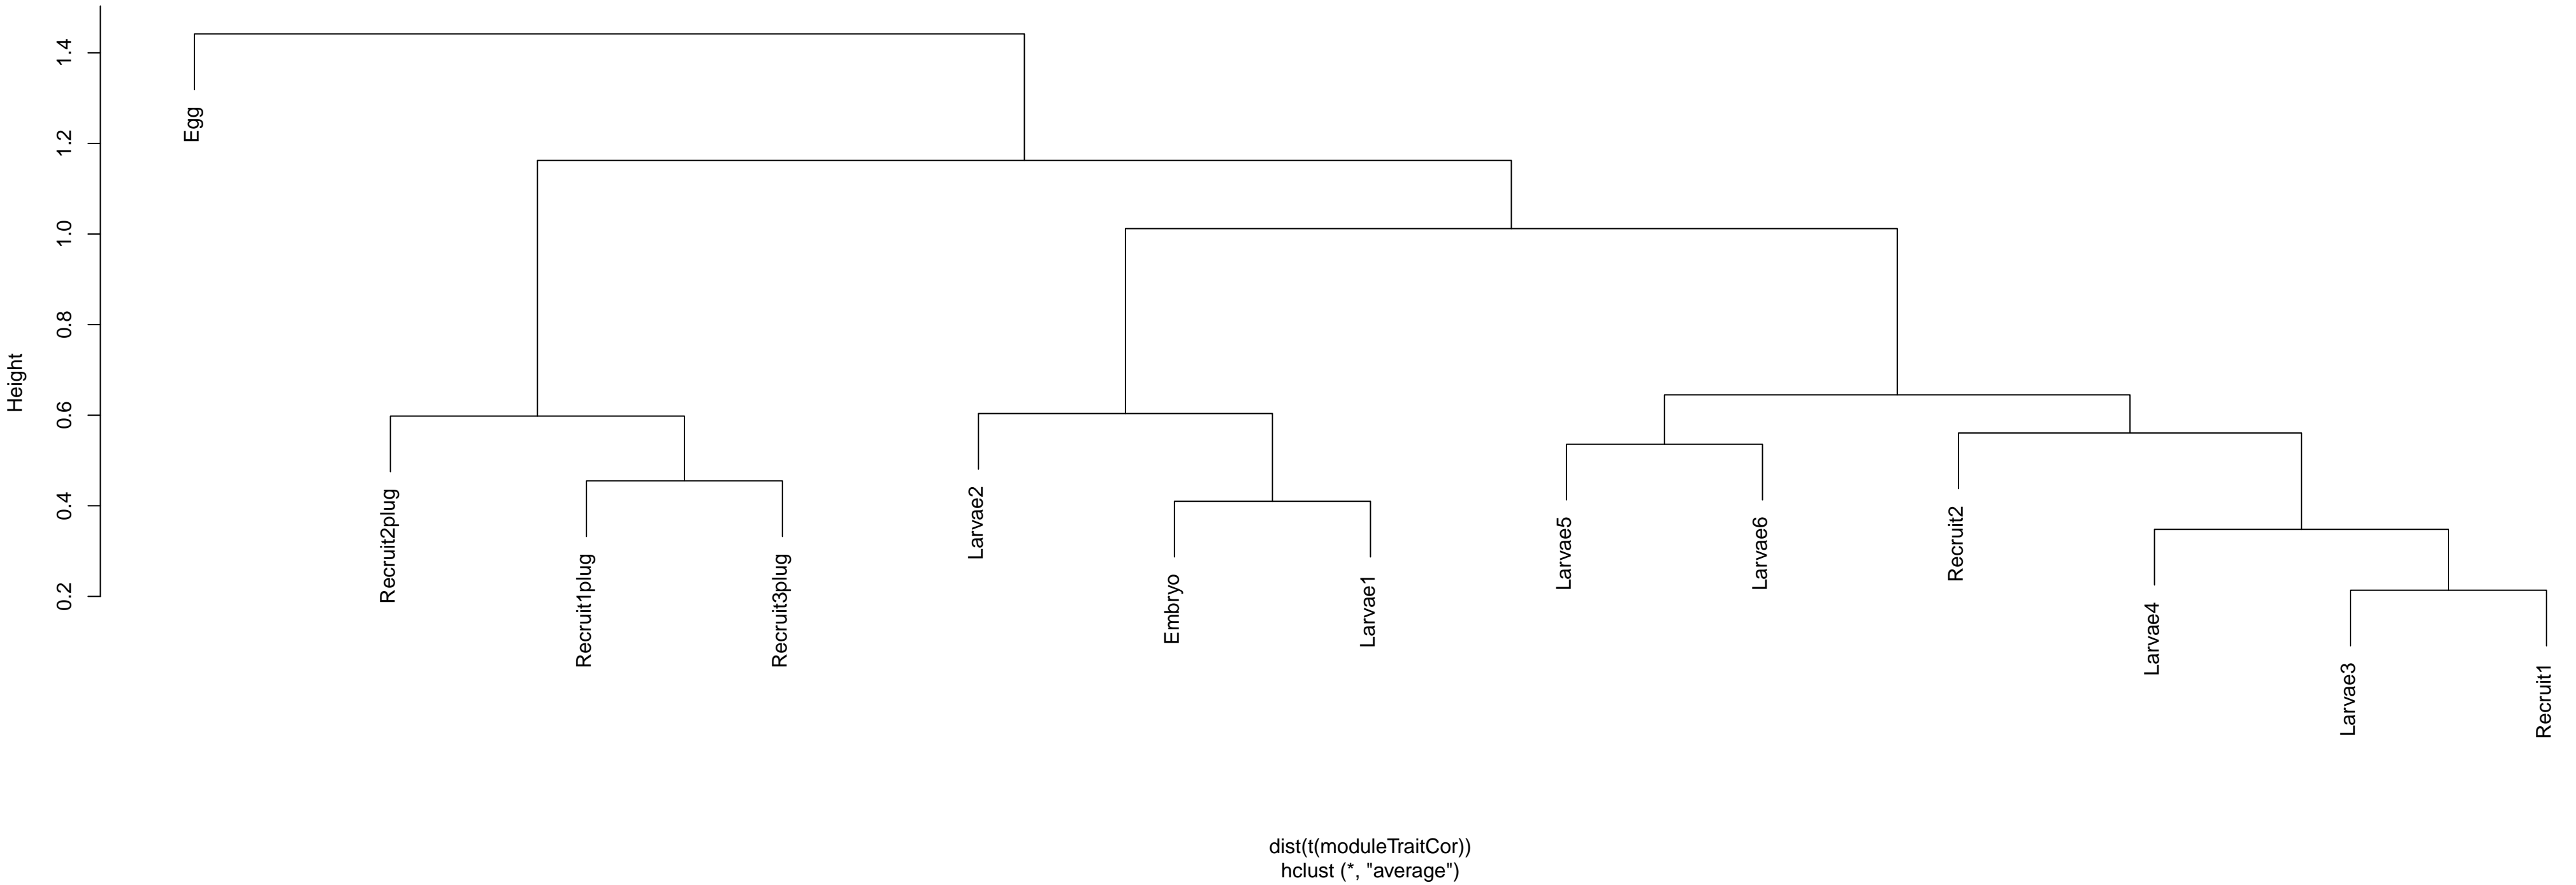 Height
1.4
1.2
1.0
0.8
0.6
0.4
0.2
Egg
Recruit2plug
Recruit1plug
Recruit3plug
Larvae2
Embryo
Larvae1
Larvae5
Larvae6
Recruit2
Larvae4
Larvae3
Recruit1
dist(t(moduleTraitCor))
hclust (*, "average")